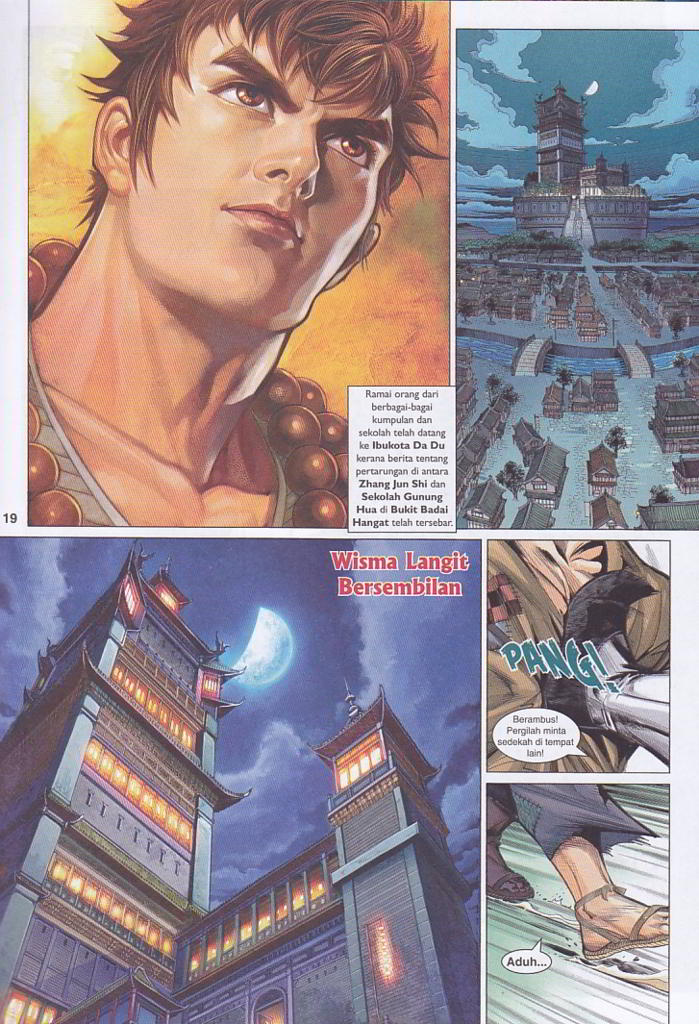 Ramai orang dari
berbagai-bagai
kumpulan dan
sekolah telah datang
ke Ibukota Da Du
kerana berita tentang
pertarungan di antara
Zhang Jun Shi dan
Sekolah Gunung
Hua di Bukit Badai
Hangat telah tersebar.
19
Wisma Langit
Bersembilan
PANG!
Berambus!
Pergilah minta
sedekah di tempat
lain!
Aduh...